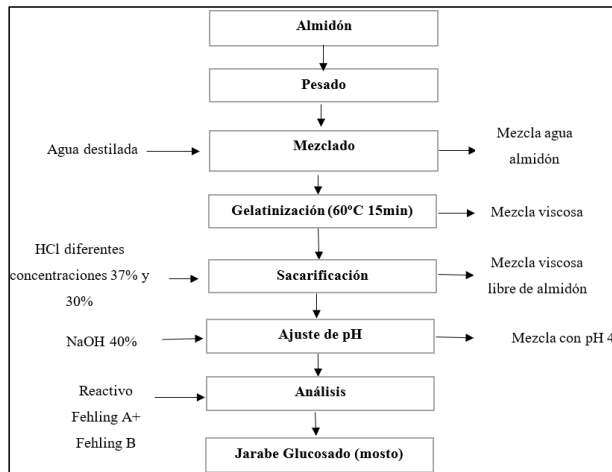 Almidón
Pesado
Agua destilada
Mezclado
Mezcla agua
almidón
Gelatinización (60°C 15min)
Mezcla viscosa
HCl diferentes
concentraciones 37% y
30%
Sacarificación
Mezcla viscosa
libre de almidón
NaOH 40%
Ajuste de pH
Mezcla con pH 4
Reactivo
Fehling A+
Fehling B
Análisis
Jarabe Glucosado (mosto)